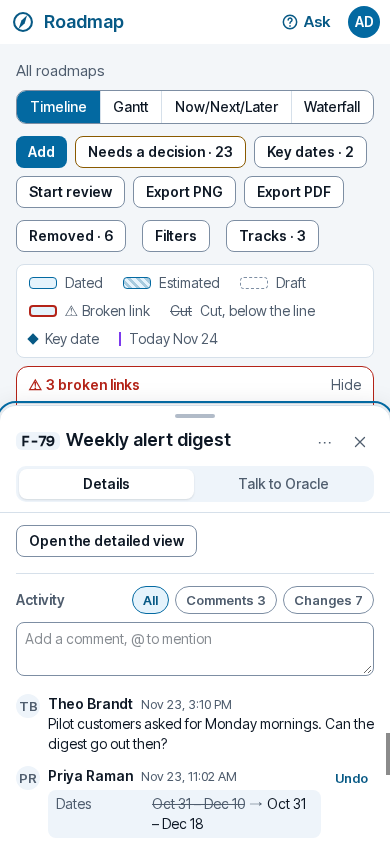 Roadmap
Ask
AD
All roadmaps
Timeline Gantt Now/Next/Later Waterfall
Add Needs a decision · 23 Key dates · 2
Start review Export PNG Export PDF
Removed · 6 Filters Tracks · 3
Dated Estimated Draft
⚠ Broken link Cut Cut, below the line
Key date Today Nov 24
⚠ 3 broken links Hide
F-79 Weekly alert digest ...
Details Talk to Oracle
Open the detailed view
Activity All Comments 3 Changes 7
Add a comment, @ to mention
TB Theo Brandt Nov 23, 3:10 PM
Pilot customers asked for Monday mornings. Can the
digest go out then?
PR Priya Raman Nov 23, 11:02 AM Undo
Dates Oct 31 – Dec 10 → Oct 31
– Dec 18